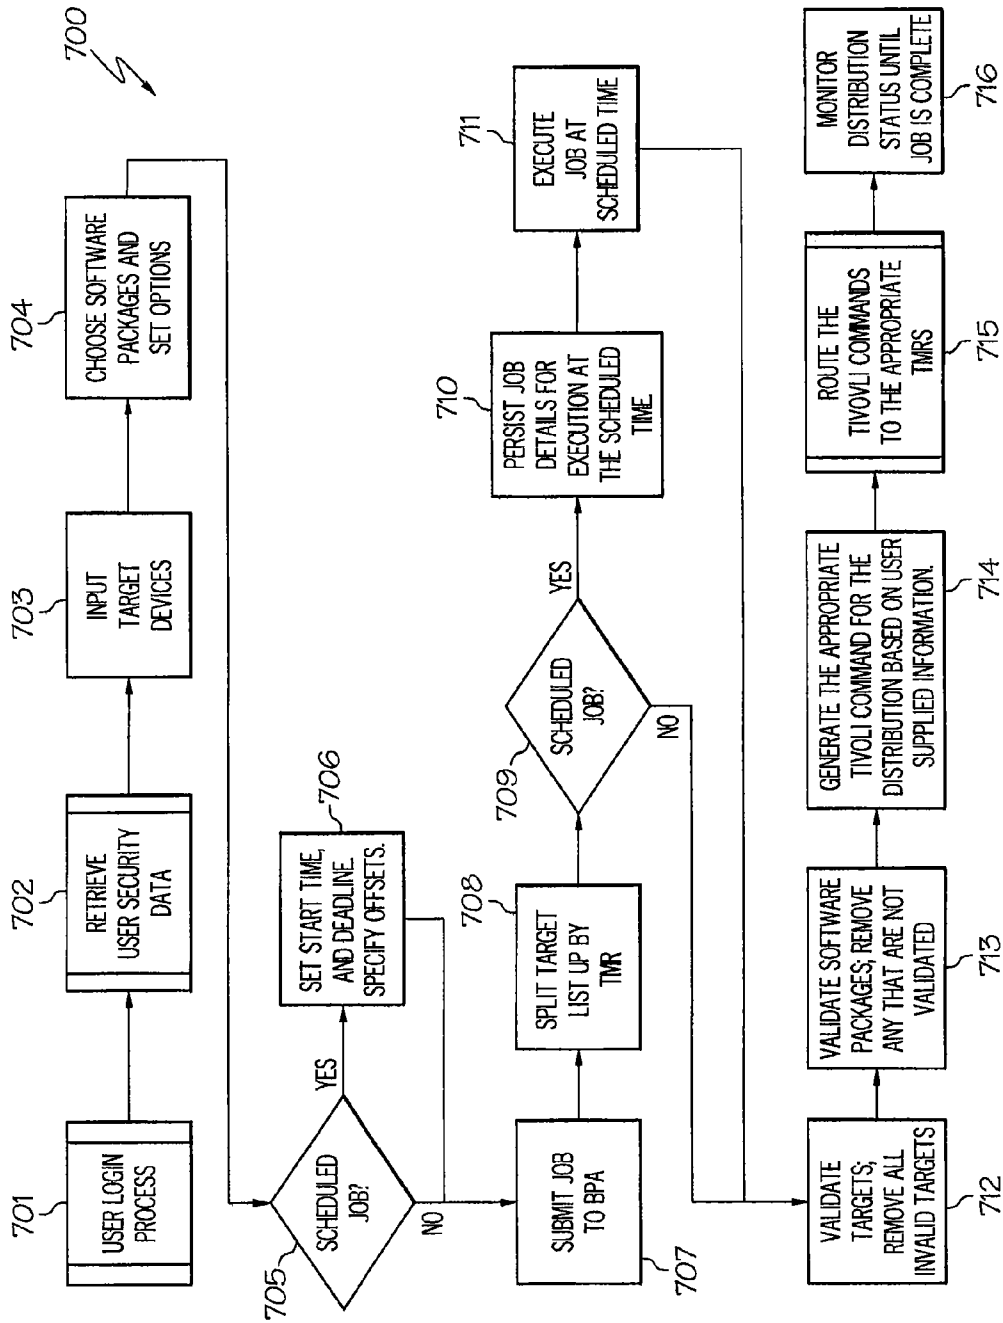 700
701
USER LOGIN
PROCESS
702
RETRIEVE
USER SECURITY
DATA
703
INPUT
TARGET
DEVICES
704
CHOOSE SOFTWARE
PACKAGES AND
SET OPTIONS
705
SCHEDULED
JOB?
YES
NO
706
SET START TIME,
AND DEADLINE.
SPECIFY OFFSETS.
707
SUBMIT JOB
TO BPA
708
SPLIT TARGET
LIST UP BY
TMR
709
SCHEDULED
JOB?
YES
NO
710
PERSIST JOB
DETAILS FOR
EXECUTION AT
THE SCHEDULED
TIME
711
EXECUTE
JOB AT
SCHEDULED TIME
712
VALIDATE
TARGETS;
REMOVE ALL
INVALID TARGETS
713
VALIDATE SOFTWARE
PACKAGES; REMOVE
ANY THAT ARE NOT
VALIDATED
714
GENERATE THE APPROPRIATE
TIVOLI COMMAND FOR THE
DISTRIBUTION BASED ON USER
SUPPLIED INFORMATION.
715
ROUTE THE
TIVOVLI COMMANDS
TO THE APPROPRIATE
TMRS
716
MONITOR
DISTRIBUTION
STATUS UNTIL
JOB IS COMPLETE